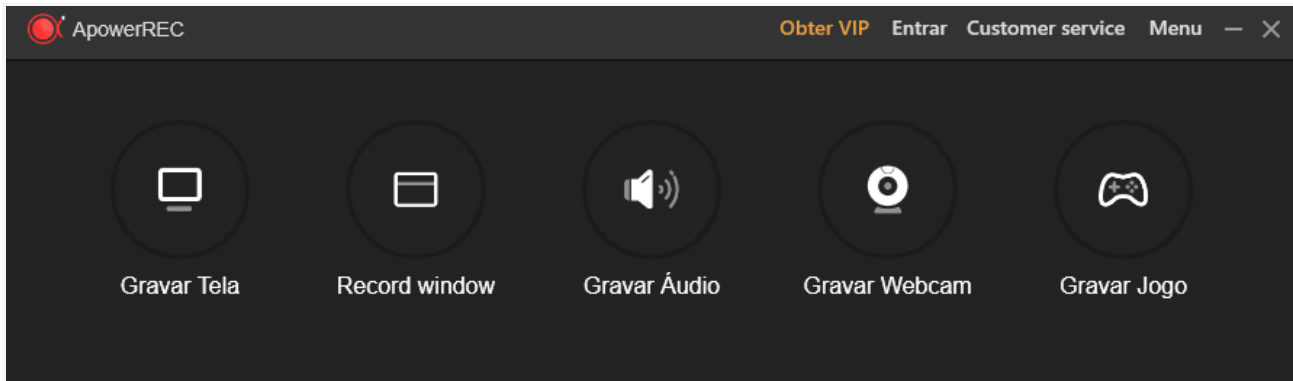 ApowerREC
Obter VIP Entrar Customer service Menu
Gravar Tela
Record window
Gravar Áudio
Gravar Webcam
Gravar Jogo